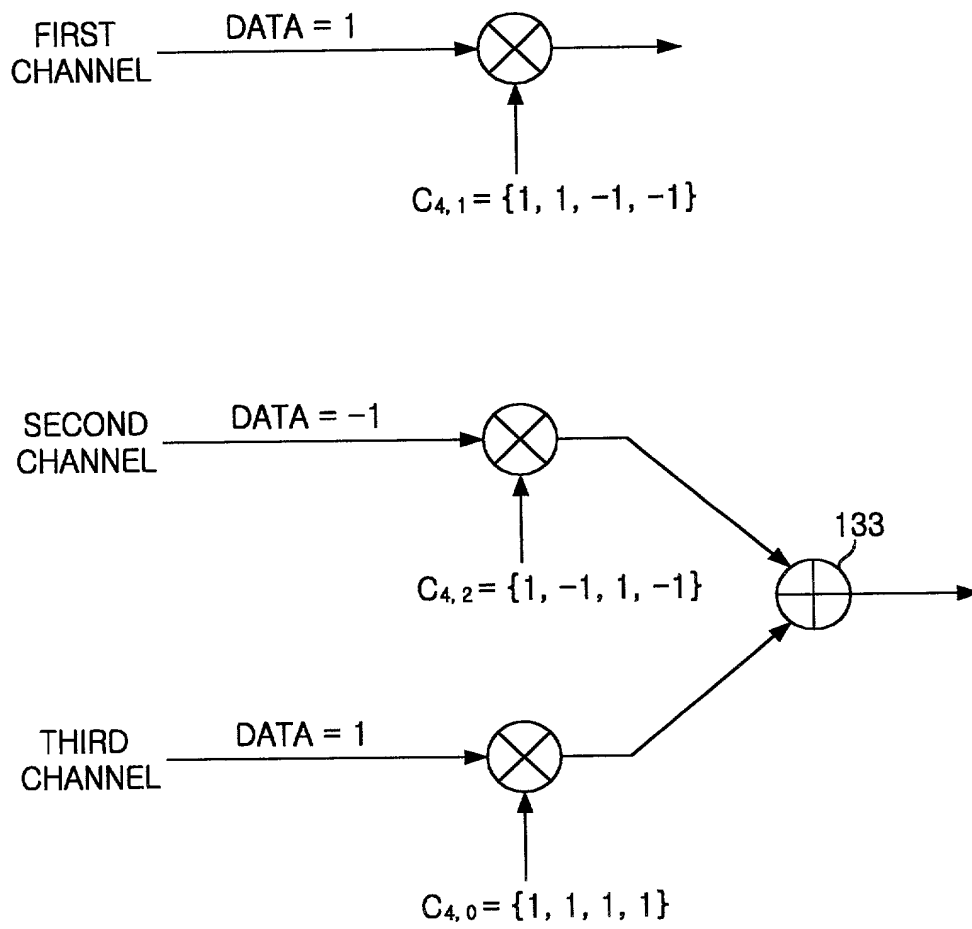 FIRST
CHANNEL
DATA = 1
C4, 1 = {1, 1, -1, -1}
SECOND
CHANNEL
DATA = -1
133
C4, 2 = {1, -1, 1, -1}
THIRD
CHANNEL
DATA = 1
C4, 0 = {1, 1, 1, 1}